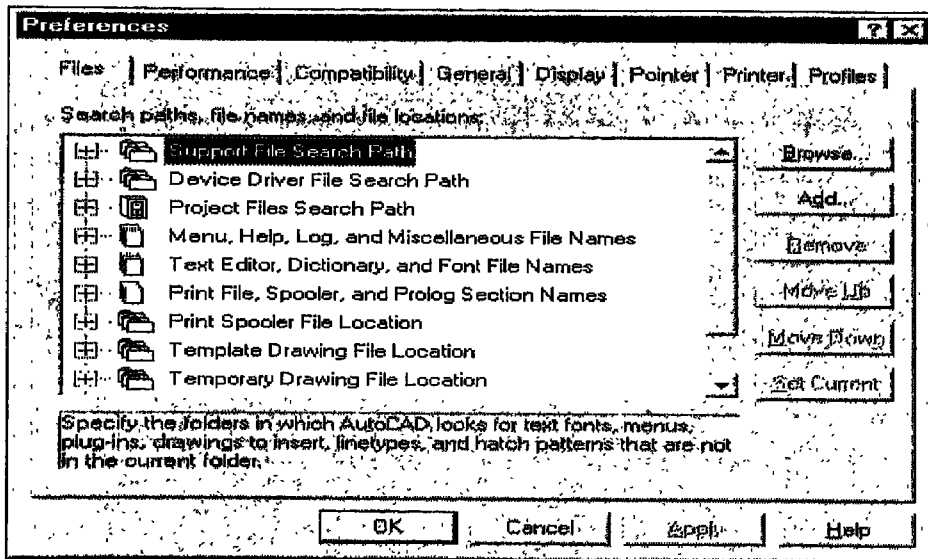 Preferences
Files Performance Compatibility General Display Pointer Printer Profiles
Search paths, file names, and file locations:
Support File Search Path
Device Driver File Search Path
Project Files Search Path
Menu, Help, Log, and Miscellaneous File Names
Text Editor, Dictionary, and Font File Names
Print File, Spooler, and Prolog Section Names
Print Spooler File Location
Template Drawing File Location
Temporary Drawing File Location
Browse...
Add...
Remove
Move Up
Move Down
Set Current
Specify the folders in which AutoCAD looks for text fonts, menus,
plug-ins, drawings to insert, linetypes, and hatch patterns that are not
in the current folder.
OK Cancel Apply Help